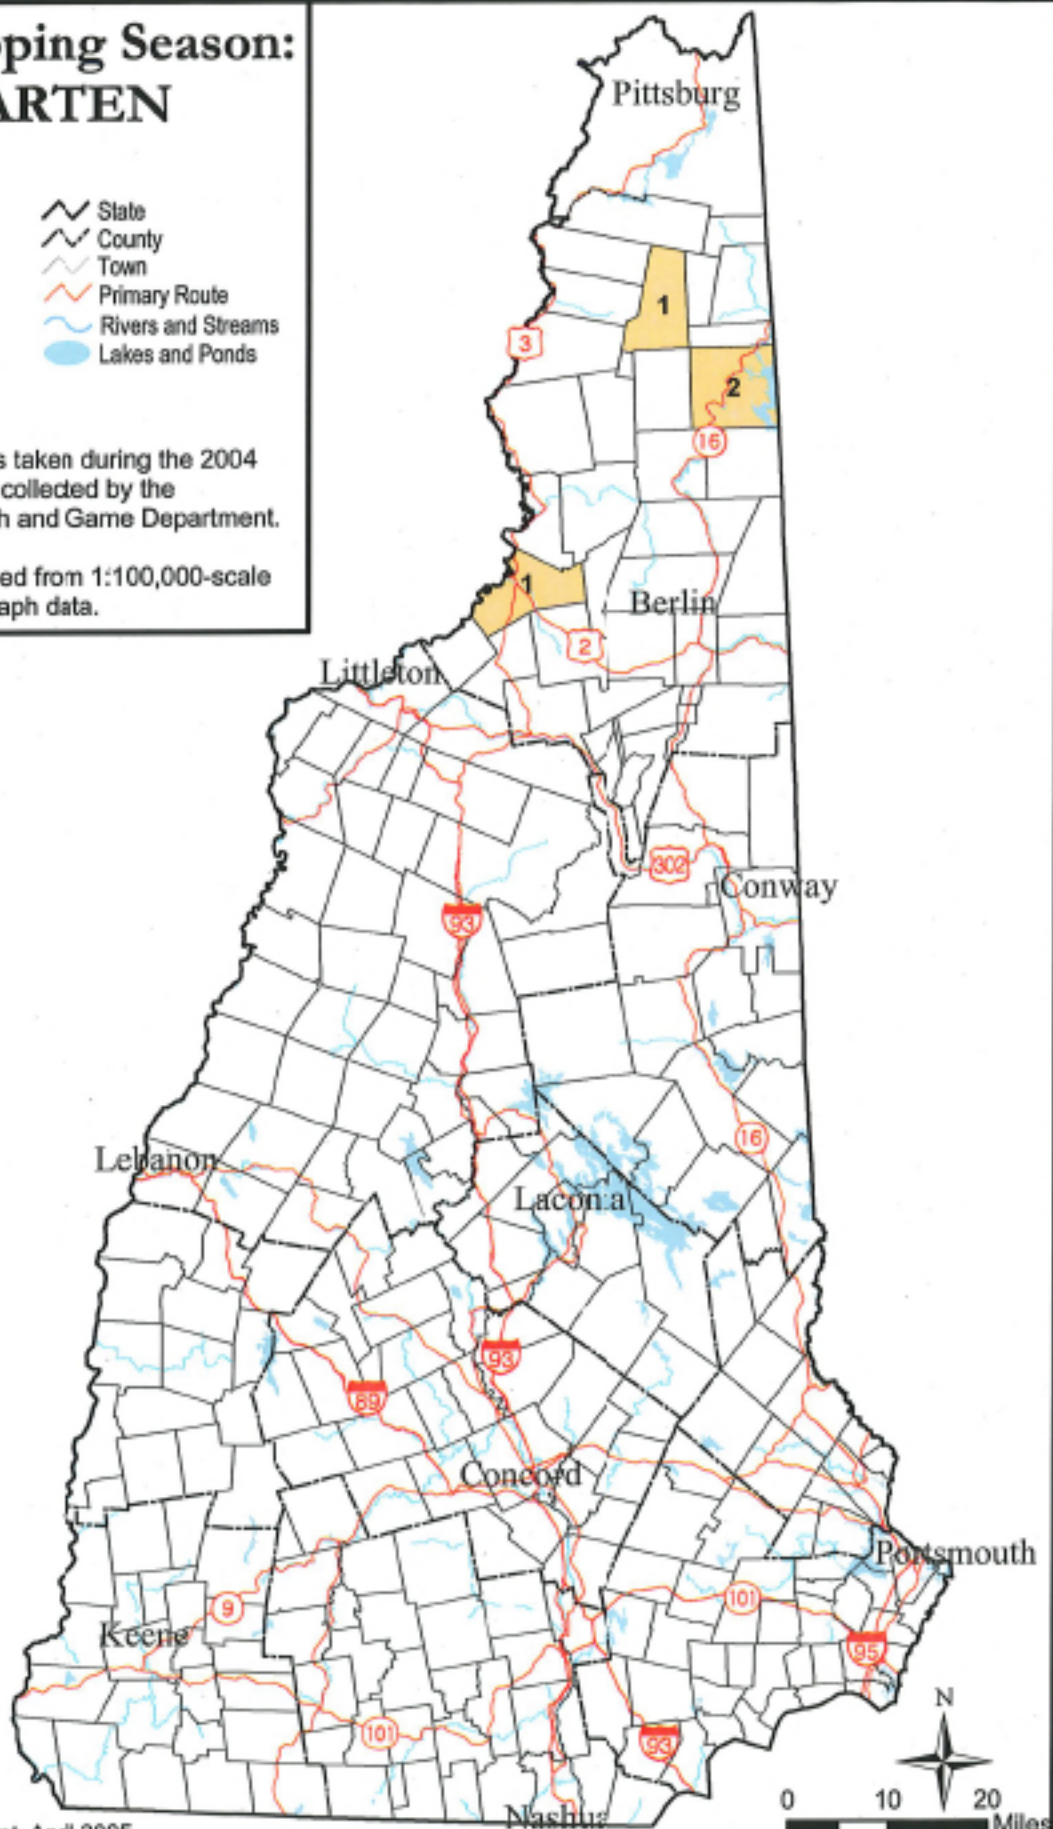 pping Season:
ARTEN
State
County
Town
Primary Route
Rivers and Streams
Lakes and Ponds
s taken during the 2004
collected by the
h and Game Department.
ed from 1:100,000-scale
aph data.
Pittsburg
1
3
2
16
1
Berlin
2
Littleton
302
Conway
93
16
Lebanon
Laconia
93
89
Concord
Portsmouth
101
9
Keene
95
N
101
93
0 10 20
Miles
Nashua
April 2005